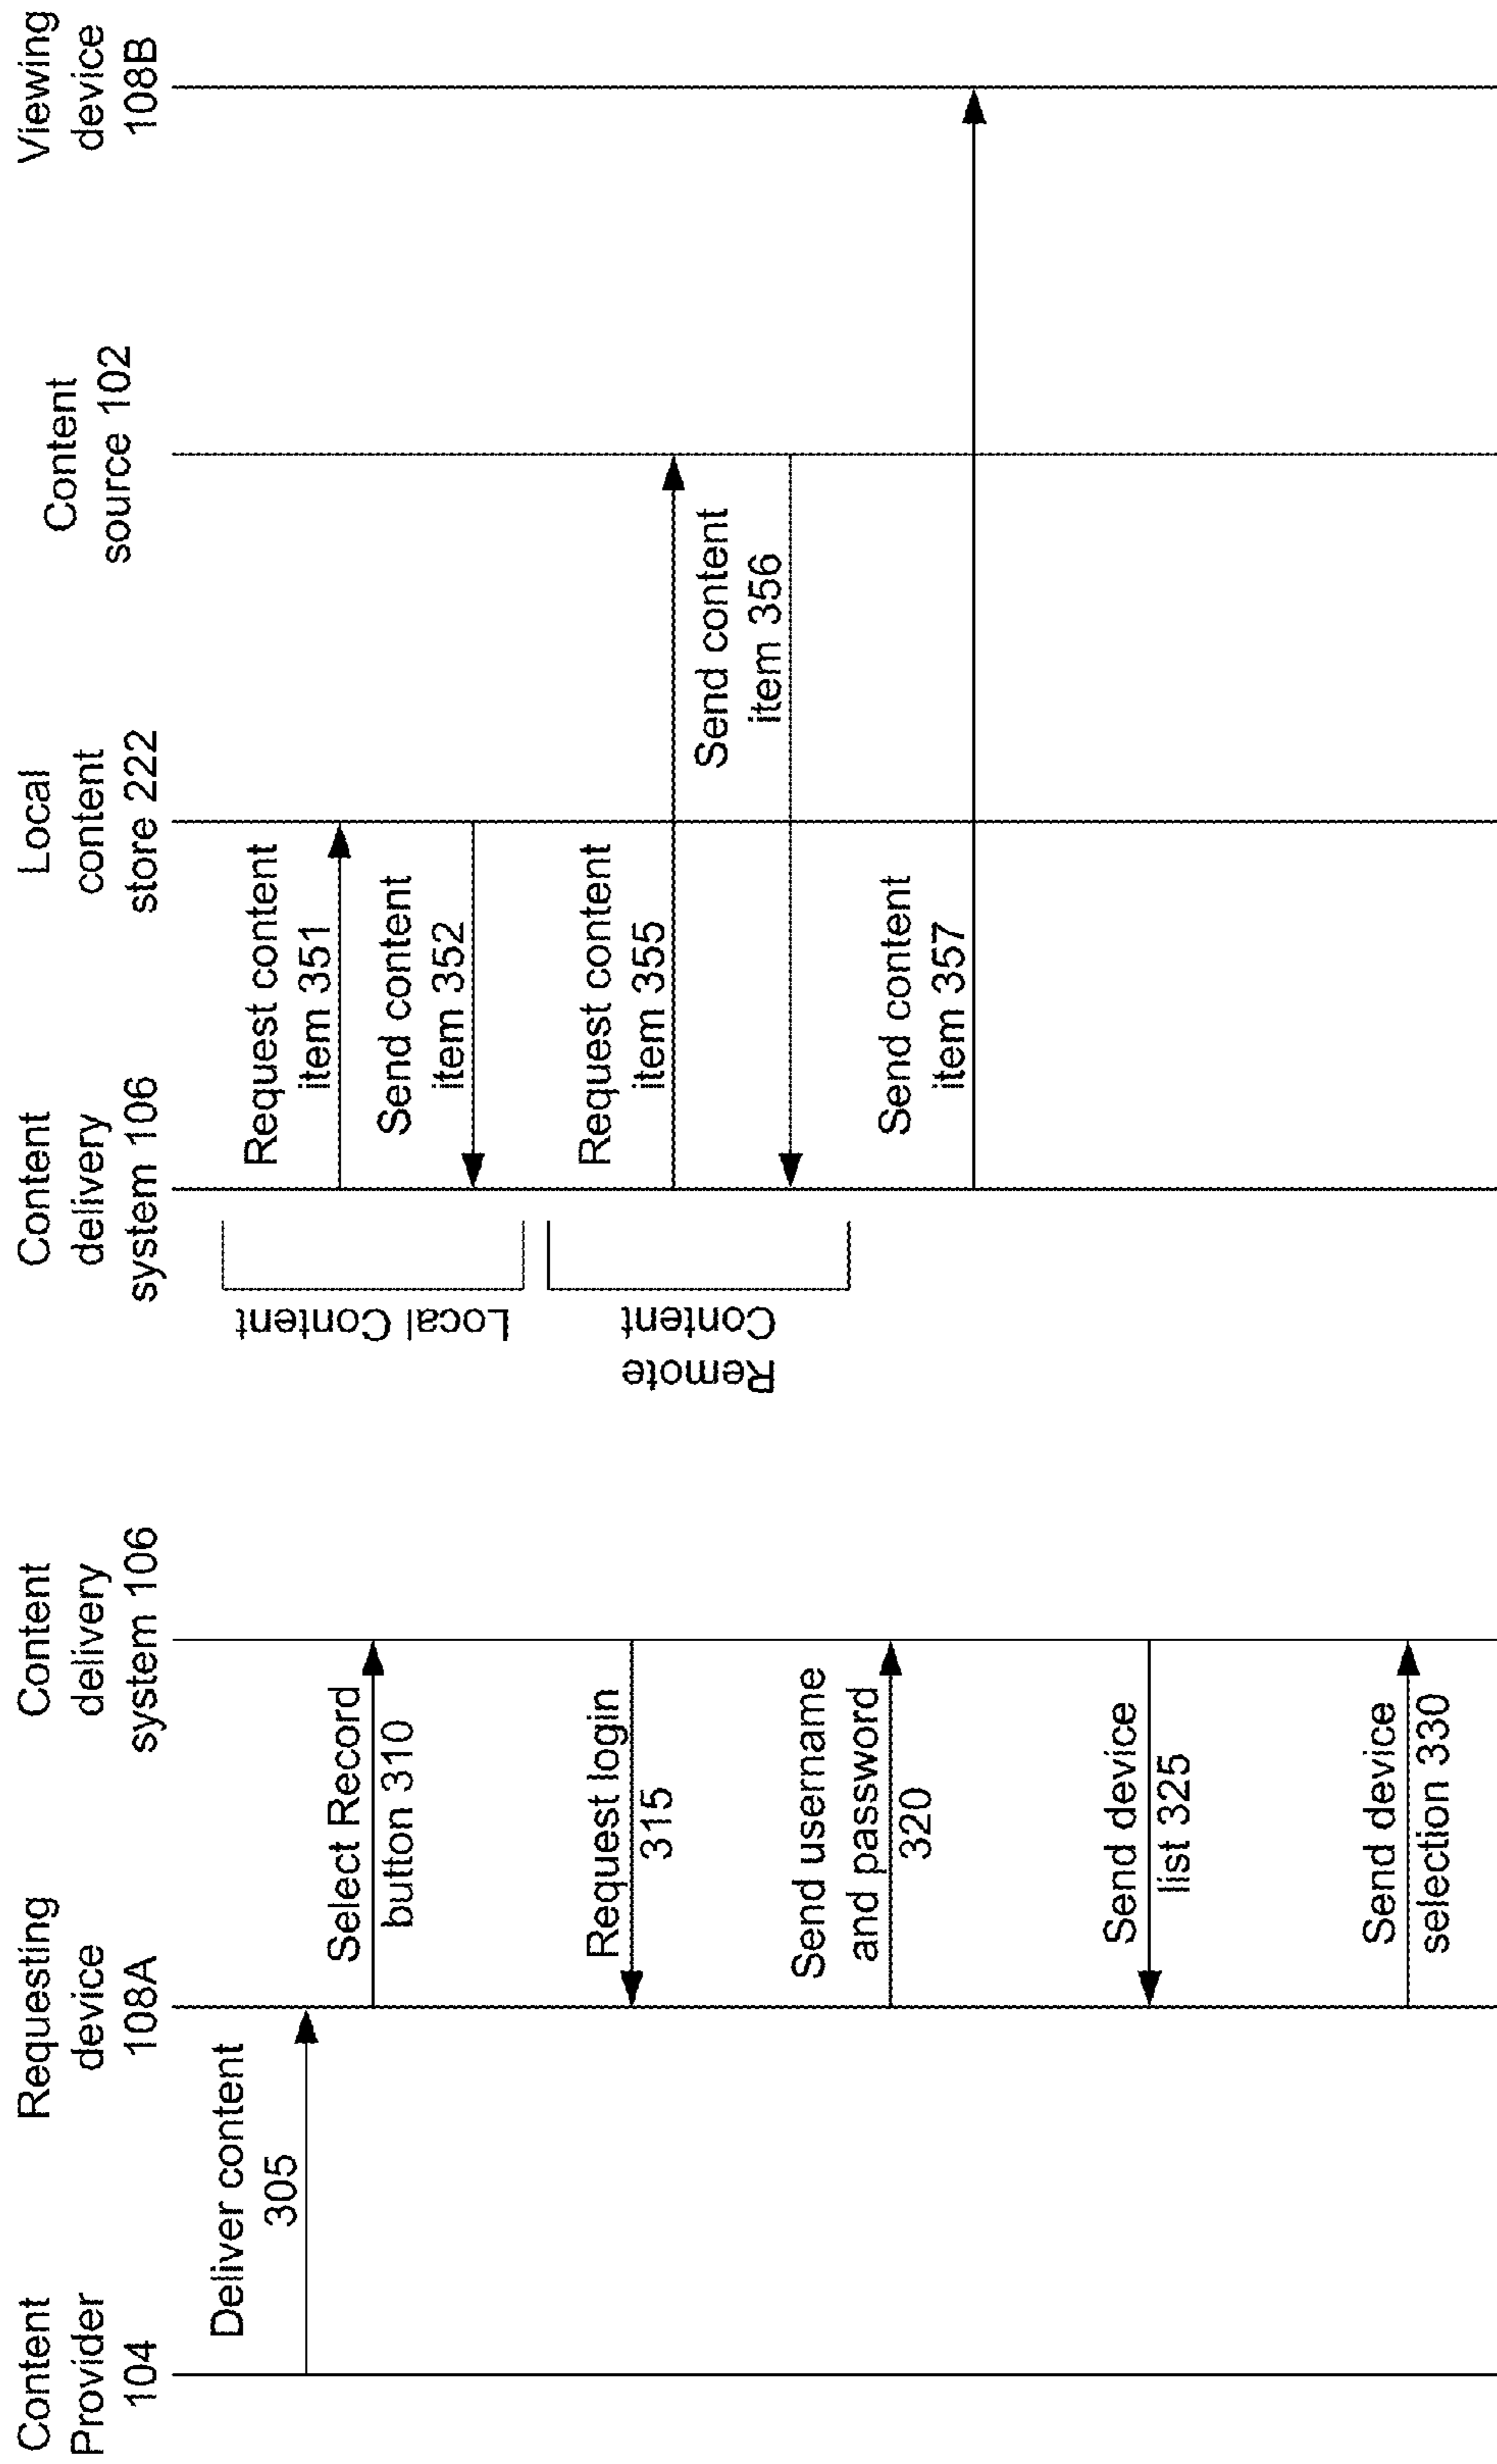 Content
Provider
104
Requesting
device
108A
Content
delivery
system 106
Deliver content
305
Select Record
button 310
Request login
315
Send username
and password
320
Send device
list 325
Send device
selection 330
Content
delivery
system 106
Local
content
store 222
Content
source 102
Viewing
device
108B
Local Content
Request content
item 351
Send content
item 352
Remote
Content
Request content
item 355
Send content
item 356
Send content
item 357